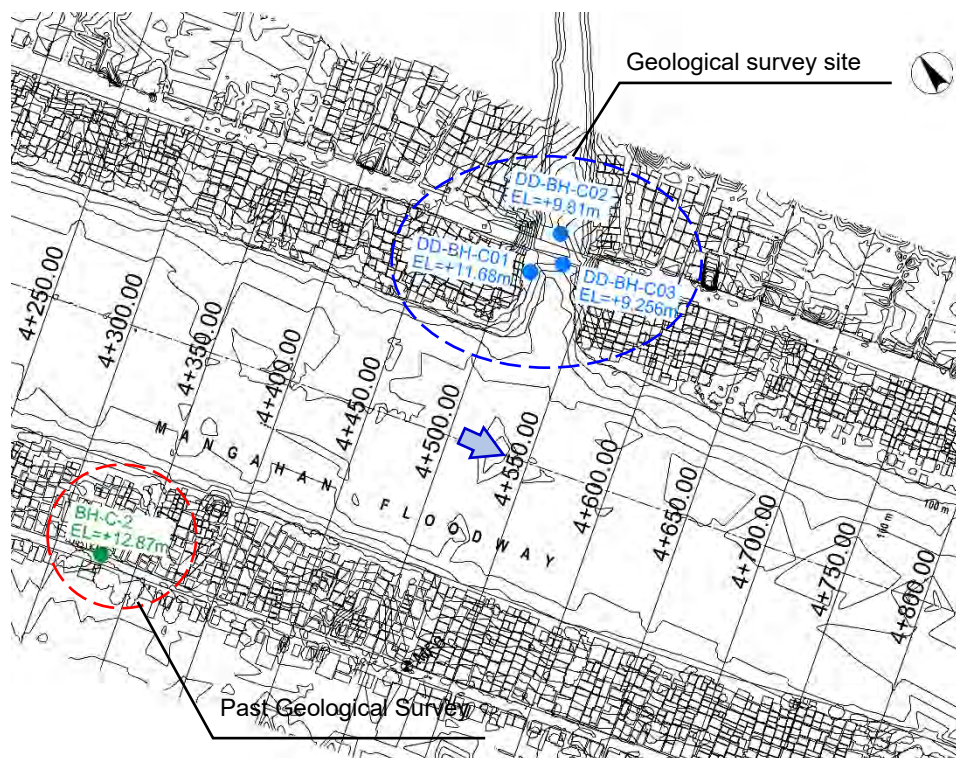 Geological survey site
DD-BH-C02
EL=+9.81m
DD-BH-C01
EL=+11.68m
DD-BH-C03
EL=+9.256m
4+250.00
4+300.00
4+350.00
4+400.00
4+450.00
4+500.00
4+550.00
4+600.00
4+650.00
4+700.00
4+750.00
4+800.00
100 m
100 m
MANGAHAN FLOODWAY
BH-C-2
EL=+12.87m
Past Geological Survey